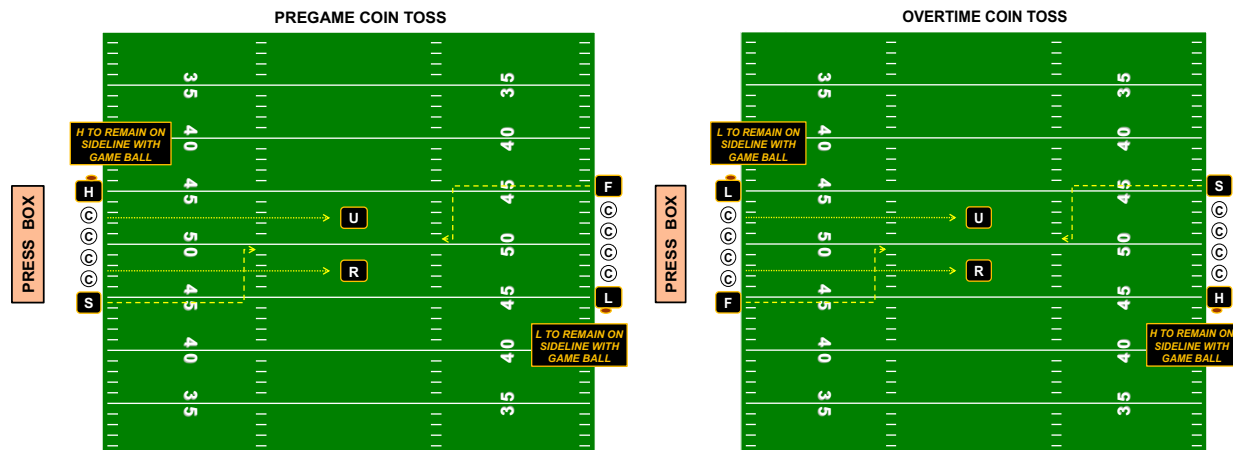 PREGAME COIN TOSS
35 35
H TO REMAIN ON
SIDELINE WITH
GAME BALL
40 40
PRESS BOX
H 45 45 F
C C
C U C
C 50 50 C
C R C
S 45 45 L
L TO REMAIN ON
SIDELINE WITH
GAME BALL
40 40
35 35
OVERTIME COIN TOSS
35 35
L TO REMAIN ON
SIDELINE WITH
GAME BALL
40 40
PRESS BOX
L 45 45 S
C C
C U C
C 50 50 C
C R C
F 45 45 H
H TO REMAIN ON
SIDELINE WITH
GAME BALL
40 40
35 35